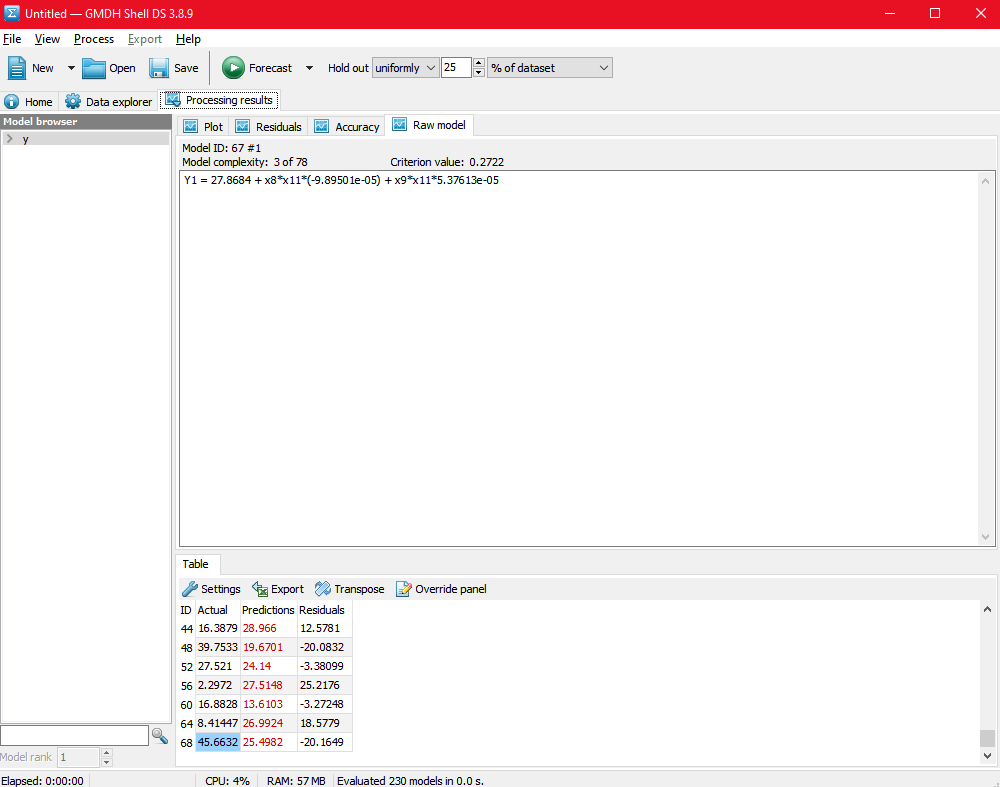 Untitled — GMDH Shell DS 3.8.9
File View Process Export Help
New Open Save Forecast Hold out uniformly 25 % of dataset
Home Data explorer Processing results
Model browser
y
Plot Residuals Accuracy Raw model
Model ID: 67 #1
Model complexity: 3 of 78 Criterion value: 0.2722
Y1 = 27.8684 + x8*x11*(-9.89501e-05) + x9*x11*5.37613e-05
Table
Settings Export Transpose Override panel
ID Actual Predictions Residuals
44 16.3879 28.966 12.5781
48 39.7533 19.6701 -20.0832
52 27.521 24.14 -3.38099
56 2.2972 27.5148 25.2176
60 16.8828 13.6103 -3.27248
64 8.41447 26.9924 18.5779
68 45.6632 25.4982 -20.1649
Model rank 1
Elapsed: 0:00:00 CPU: 4% RAM: 57 MB Evaluated 230 models in 0.0 s.